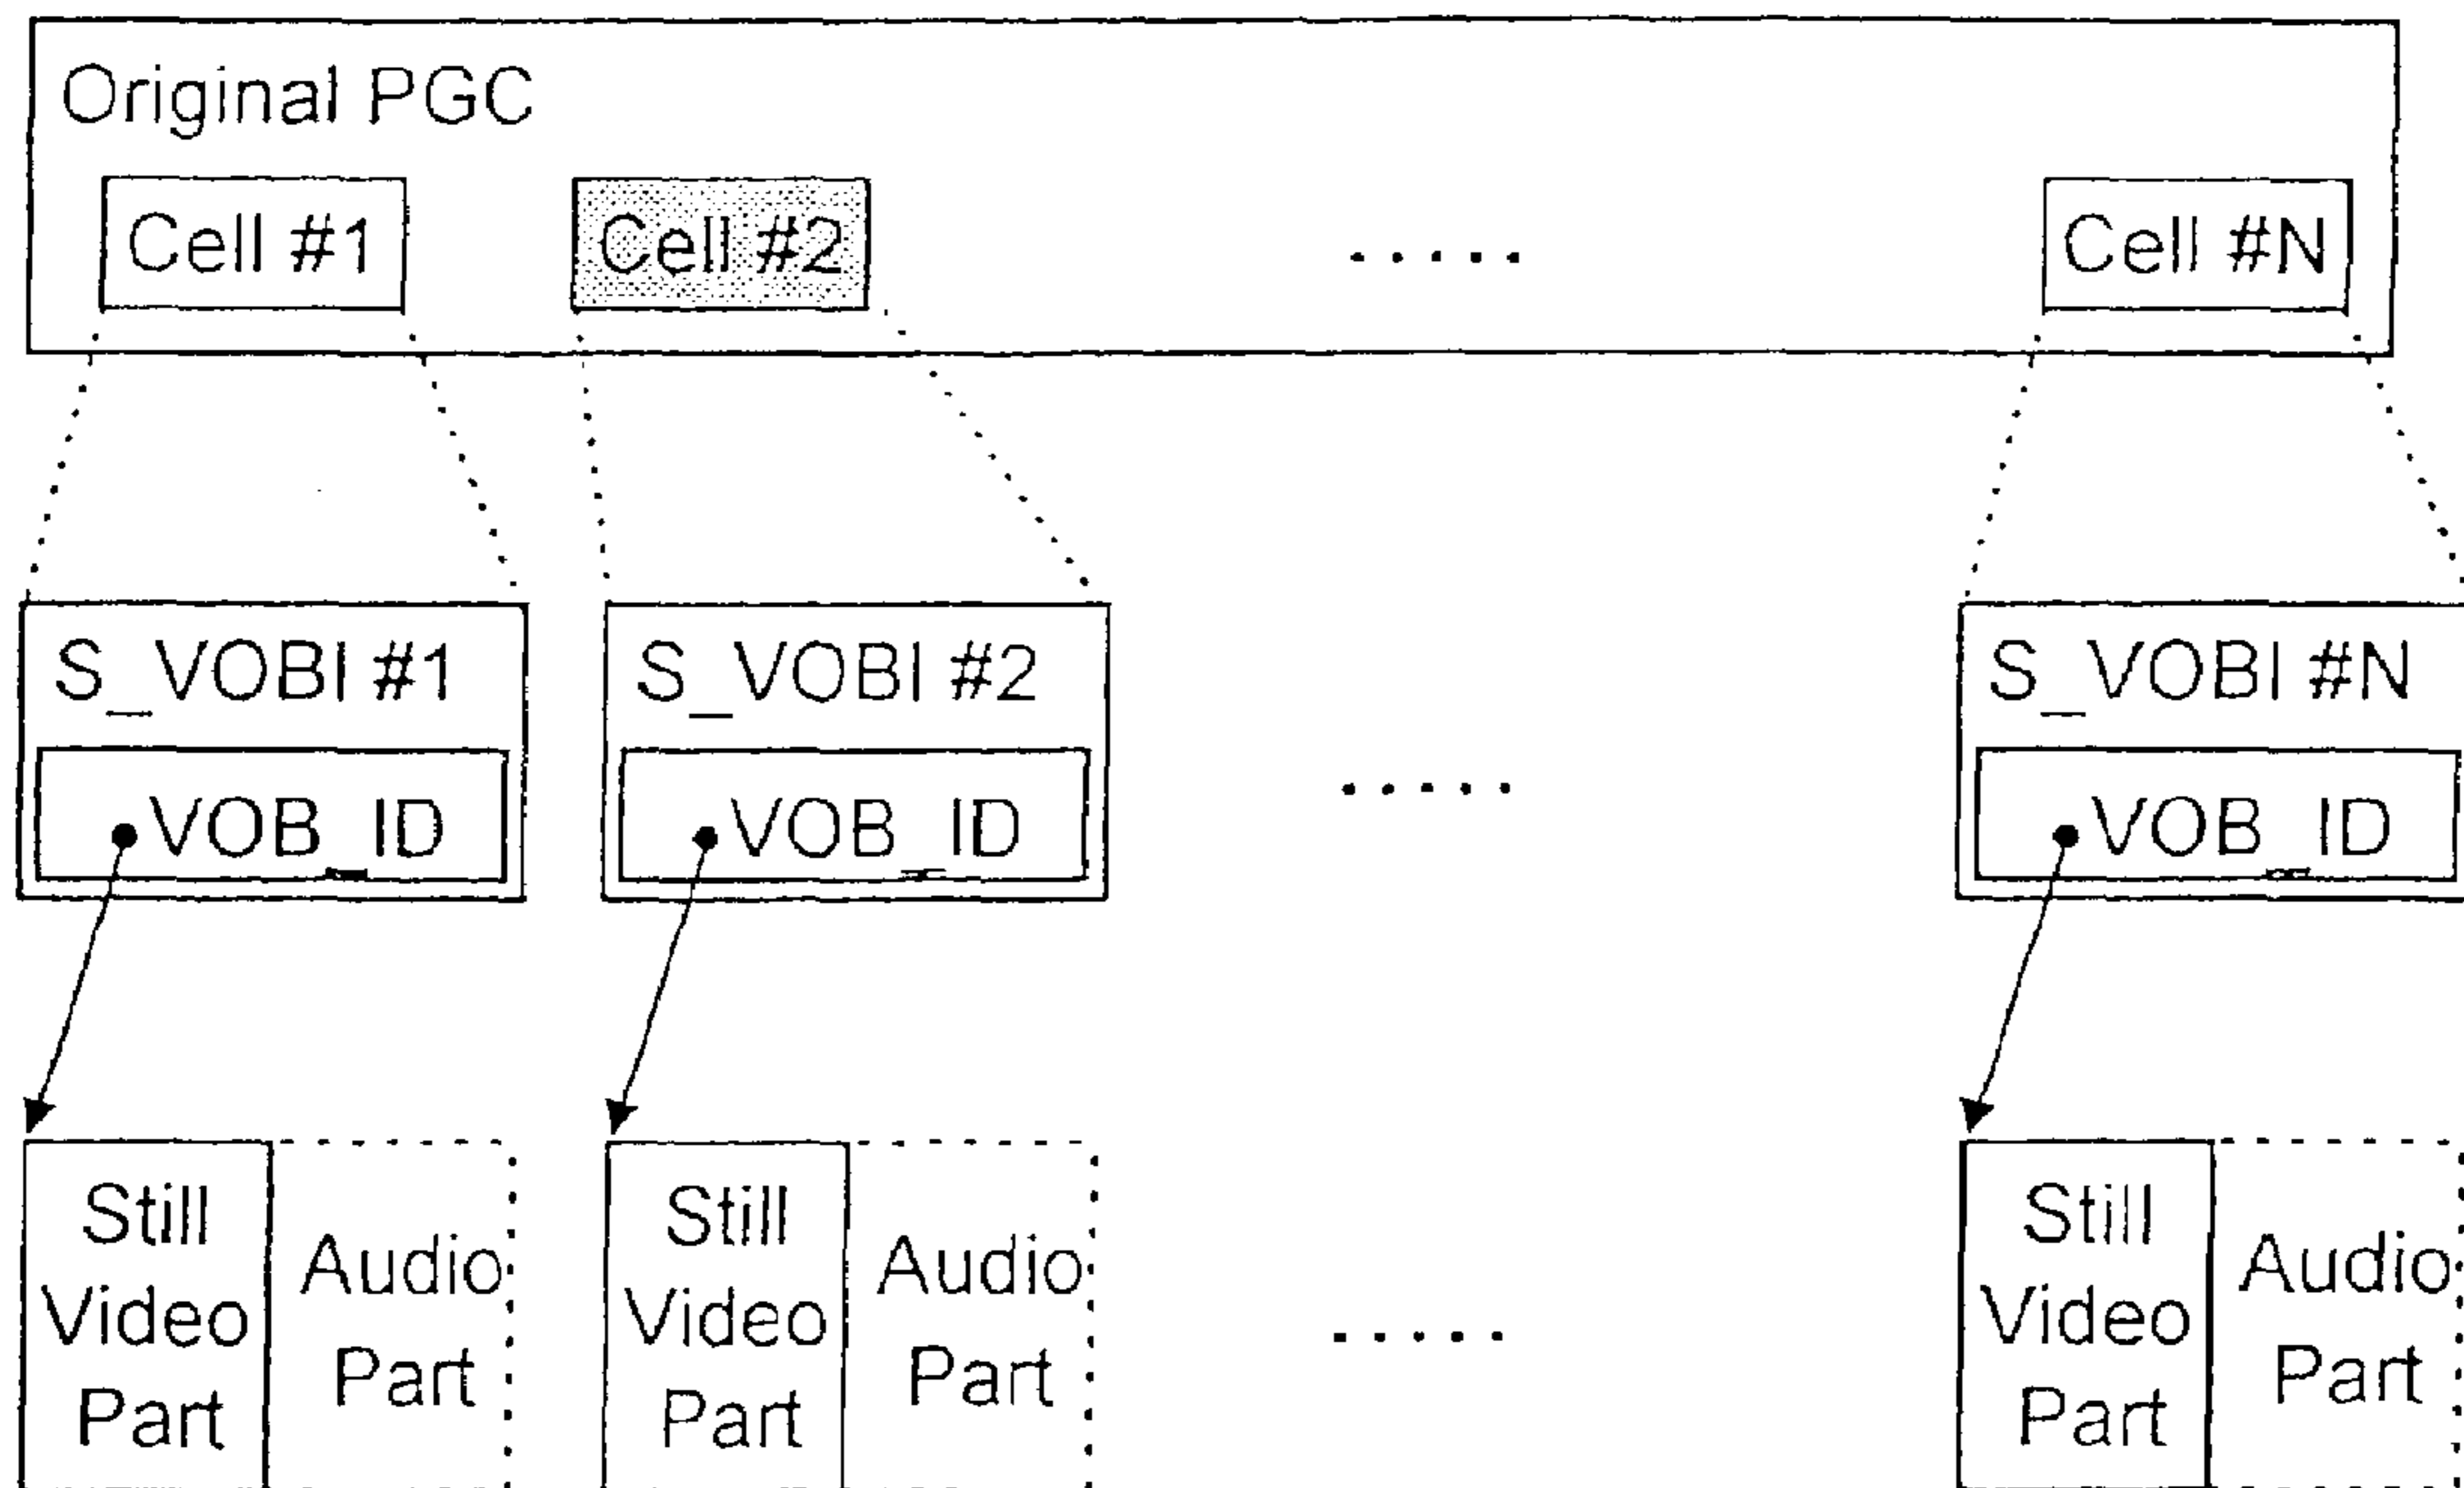 Original PGC
Cell #1 Cell #2 ..... Cell #N
S_VOBI #1 S_VOBI #2 S_VOBI #N
VOB_ID VOB_ID ..... VOB_ID
Still Video Part Audio Part
Still Video Part Audio Part
.....
Still Video Part Audio Part